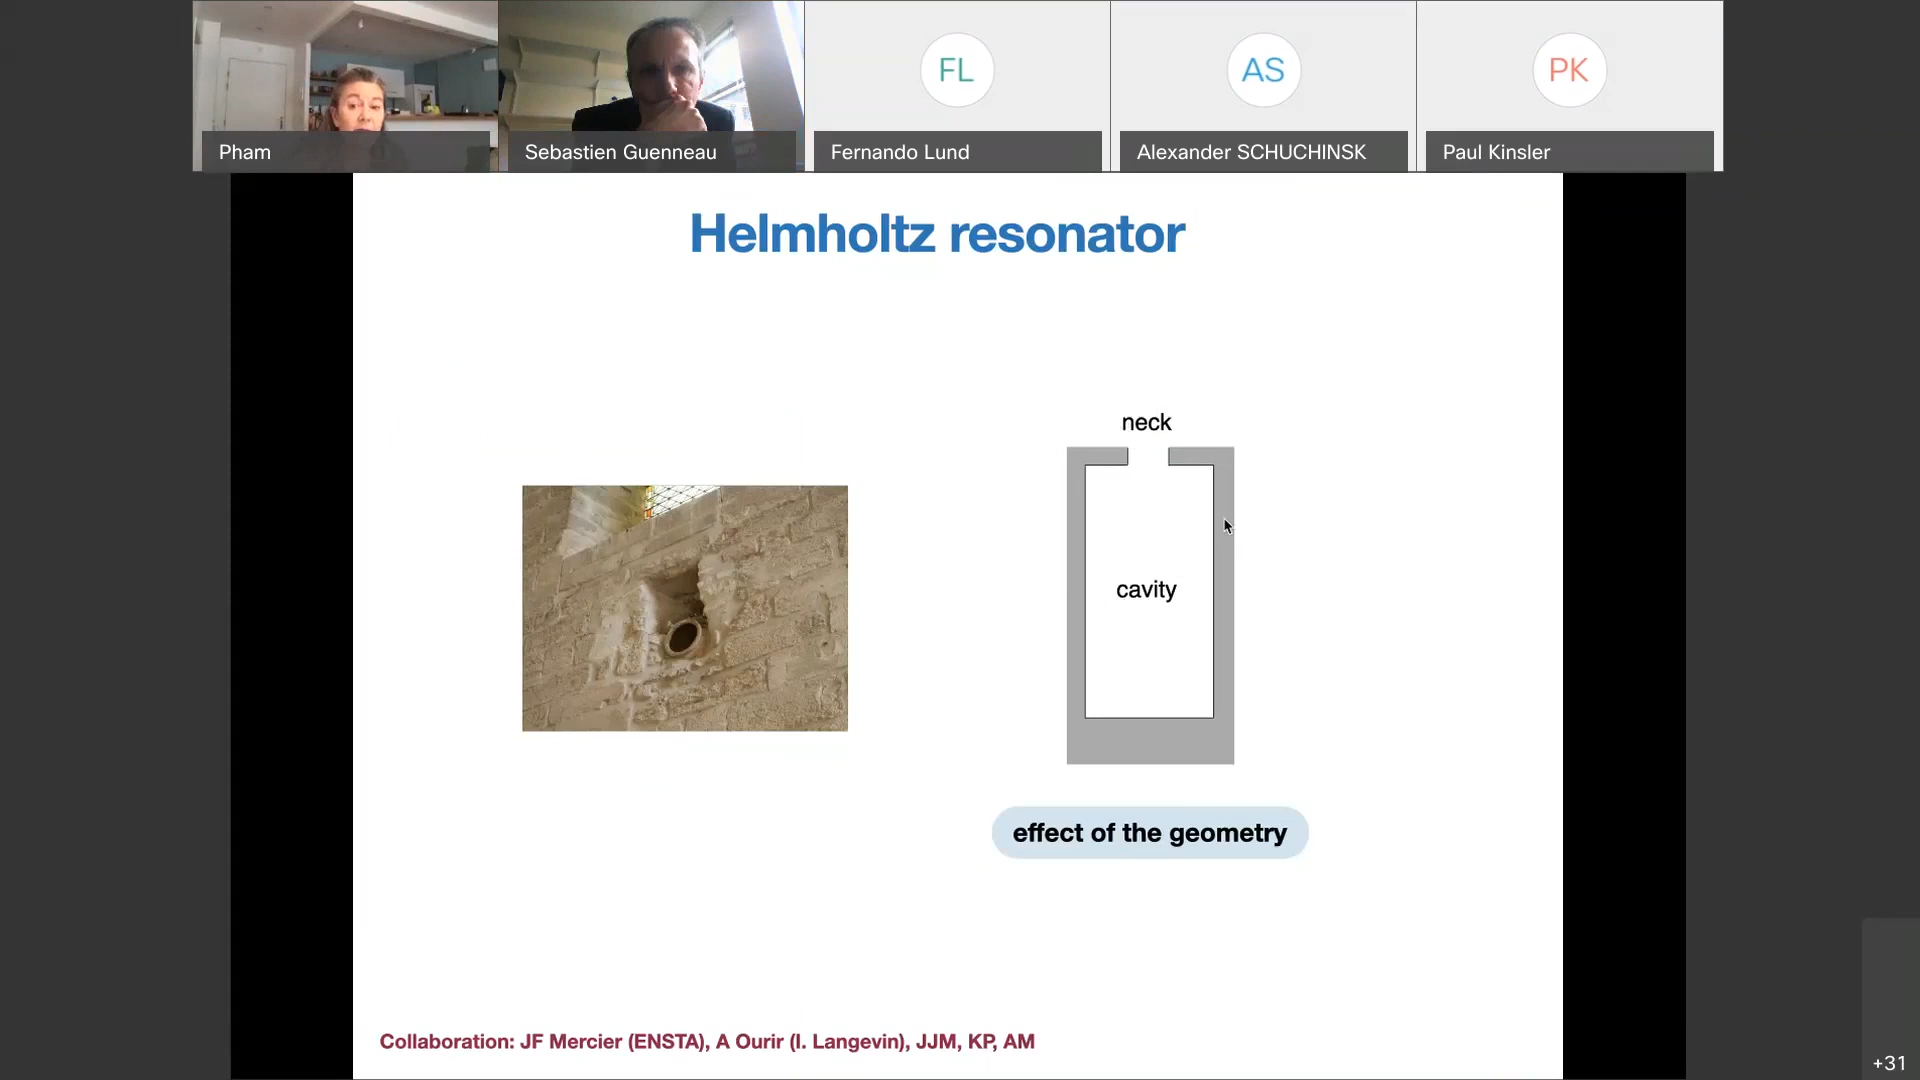 Pham
Sebastien Guenneau
FL
Fernando Lund
AS
Alexander SCHUCHINSK
PK
Paul Kinsler
Helmholtz resonator
neck
cavity
effect of the geometry
Collaboration: JF Mercier (ENSTA), A Ourir (I. Langevin), JJM, KP, AM
+31